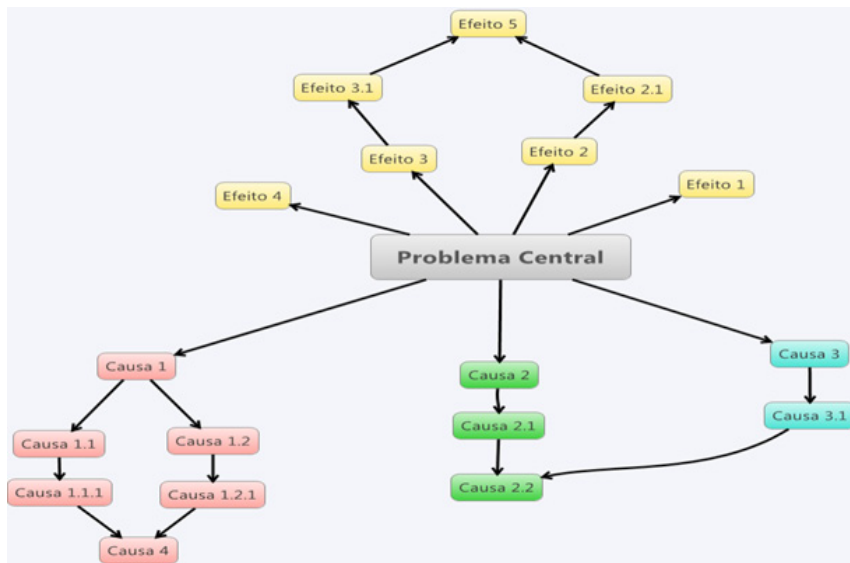 Efeito 5
Efeito 3.1
Efeito 2.1
Efeito 3
Efeito 2
Efeito 4
Efeito 1
Problema Central
Causa 1
Causa 2
Causa 3
Causa 1.1
Causa 1.2
Causa 2.1
Causa 3.1
Causa 1.1.1
Causa 1.2.1
Causa 2.2
Causa 4